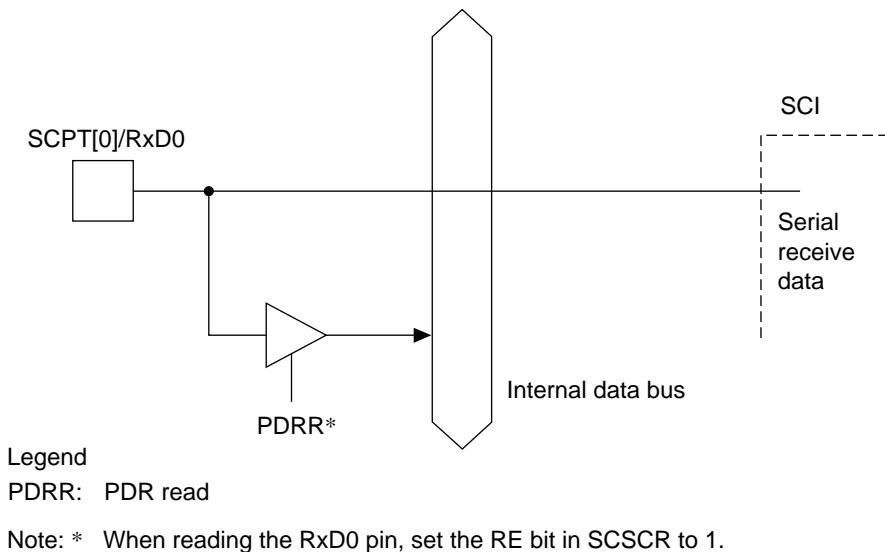 SCI
SCPT[0]/RxD0
Serial
receive
data
Internal data bus
PDRR*
Legend
PDRR: PDR read
Note: * When reading the RxD0 pin, set the RE bit in SCSCR to 1.